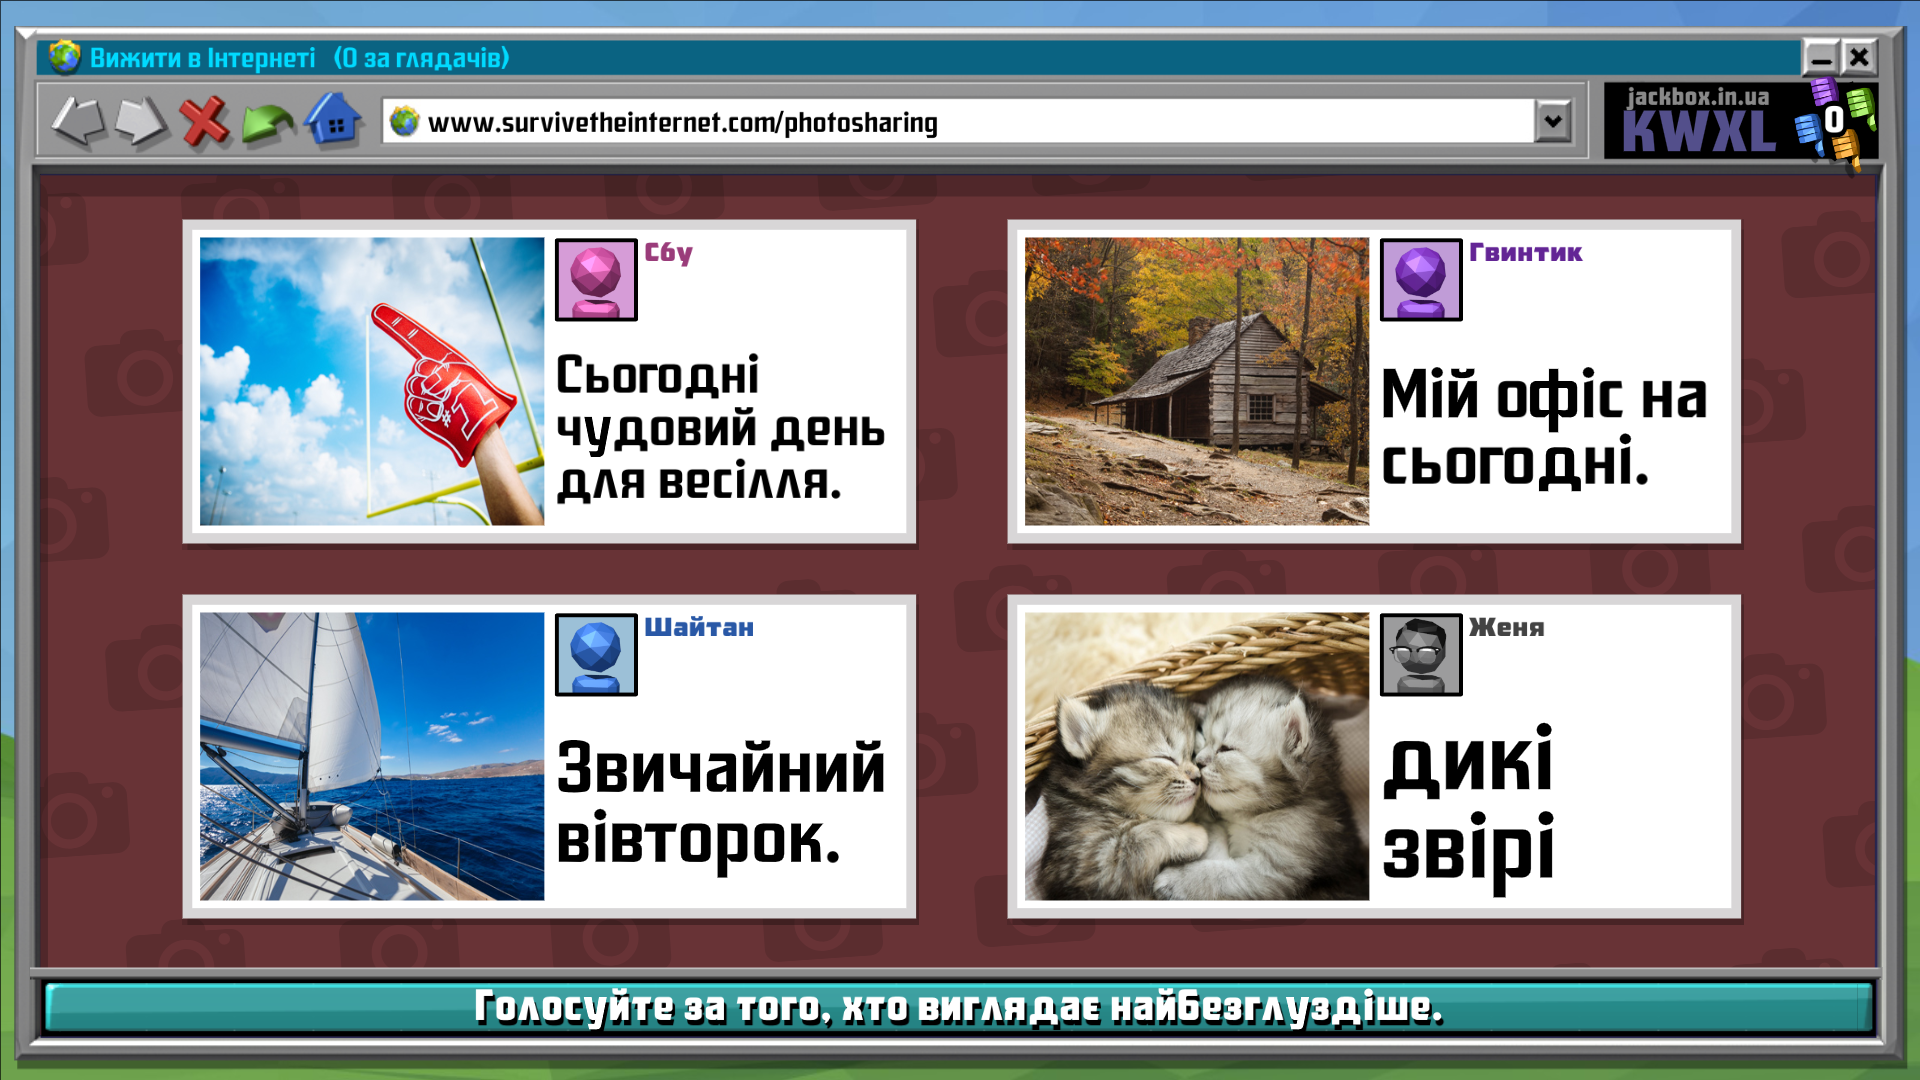 Вижити в Інтернеті (0 за глядачів)
www.survivetheinternet.com/photosharing
jackbox.in.ua
KWXL
0
Сбу
#1
Сьогодні
чудовий день
для весілля.
Гвинтик
Мій офіс на
сьогодні.
Шайтан
Звичайний
вівторок.
Женя
дикі
звірі
Голосуйте за того, хто виглядає найбезглуздіше.